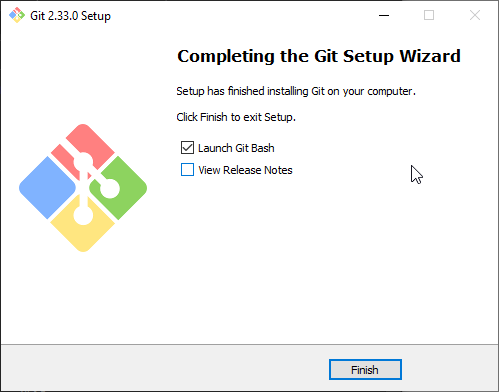 Git 2.33.0 Setup
Completing the Git Setup Wizard
Setup has finished installing Git on your computer.
Click Finish to exit Setup.
Launch Git Bash
View Release Notes
Finish